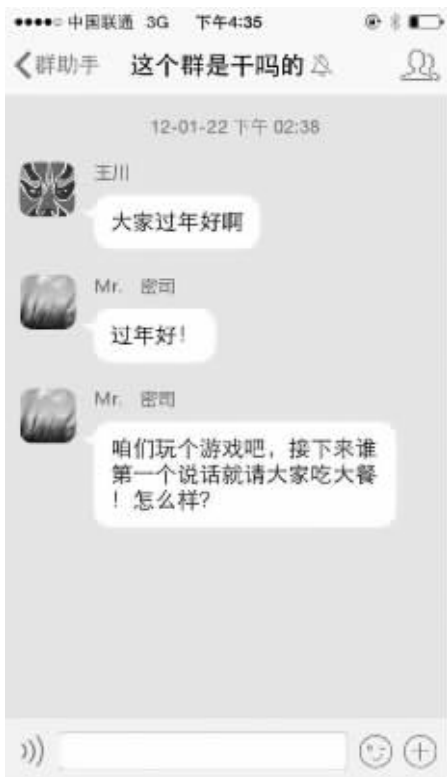 中国联通 3G 下午4:35
群助手 这个群是干吗的
12-01-22 下午 02:38
王川
大家过年好啊
Mr. 密司
过年好！
Mr. 密司
咱们玩个游戏吧，接下来谁
第一个说话就请大家吃大餐
！怎么样？